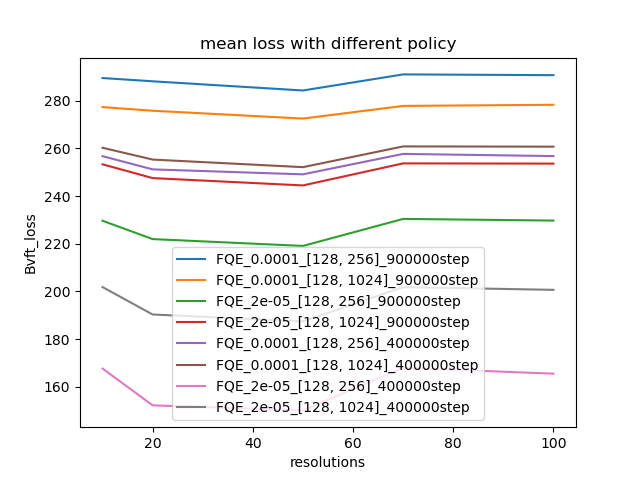 mean loss with different policy
Bvft_loss
280
260
240
220
200
180
160
FQE_0.0001_[128, 256]_900000step
FQE_0.0001_[128, 1024]_900000step
FQE_2e-05_[128, 256]_900000step
FQE_2e-05_[128, 1024]_900000step
FQE_0.0001_[128, 256]_400000step
FQE_0.0001_[128, 1024]_400000step
FQE_2e-05_[128, 256]_400000step
FQE_2e-05_[128, 1024]_400000step
20 40 60 80 100
resolutions